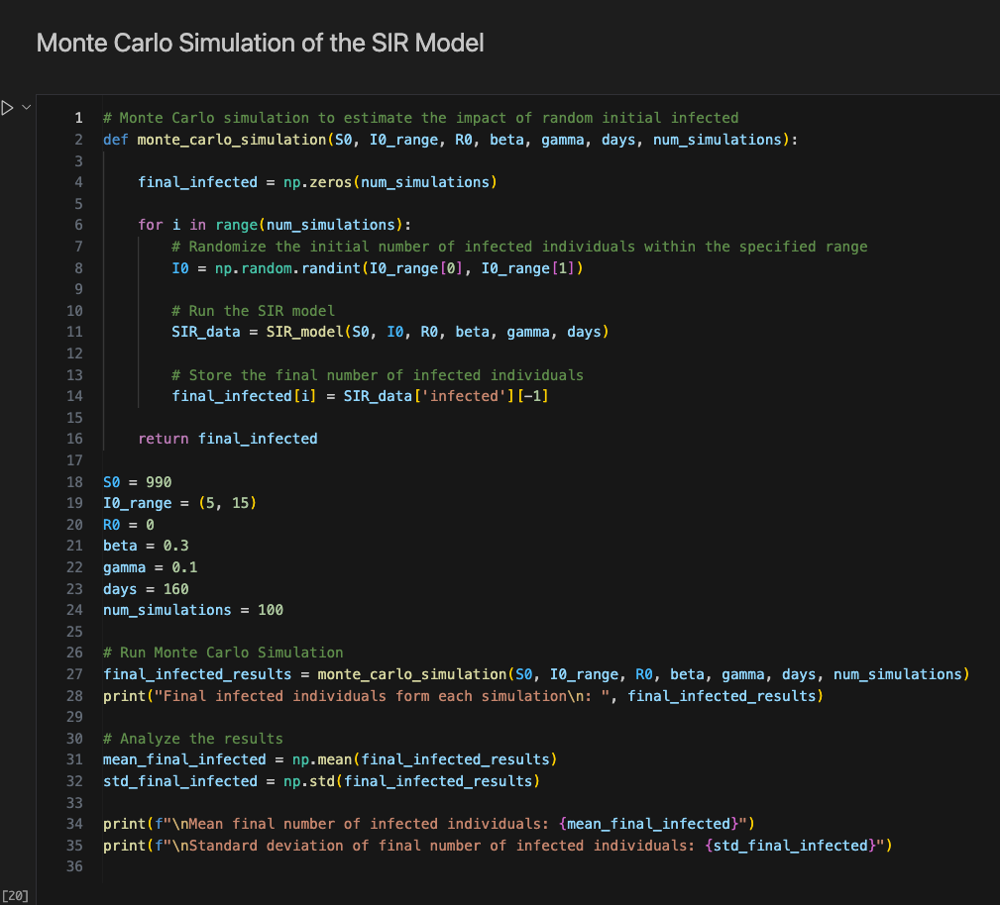 Monte Carlo Simulation of the SIR Model
1 # Monte Carlo simulation to estimate the impact of random initial infected
2 def monte_carlo_simulation(S0, I0_range, R0, beta, gamma, days, num_simulations):
3
4     final_infected = np.zeros(num_simulations)
5
6     for i in range(num_simulations):
7         # Randomize the initial number of infected individuals within the specified range
8         I0 = np.random.randint(I0_range[0], I0_range[1])
9
10         # Run the SIR model
11         SIR_data = SIR_model(S0, I0, R0, beta, gamma, days)
12
13         # Store the final number of infected individuals
14         final_infected[i] = SIR_data['infected'][-1]
15
16     return final_infected
17
18 S0 = 990
19 I0_range = (5, 15)
20 R0 = 0
21 beta = 0.3
22 gamma = 0.1
23 days = 160
24 num_simulations = 100
25
26 # Run Monte Carlo Simulation
27 final_infected_results = monte_carlo_simulation(S0, I0_range, R0, beta, gamma, days, num_simulations)
28 print("Final infected individuals form each simulation\n: ", final_infected_results)
29
30 # Analyze the results
31 mean_final_infected = np.mean(final_infected_results)
32 std_final_infected = np.std(final_infected_results)
33
34 print(f"\nMean final number of infected individuals: {mean_final_infected}")
35 print(f"\nStandard deviation of final number of infected individuals: {std_final_infected}")
36
[20]